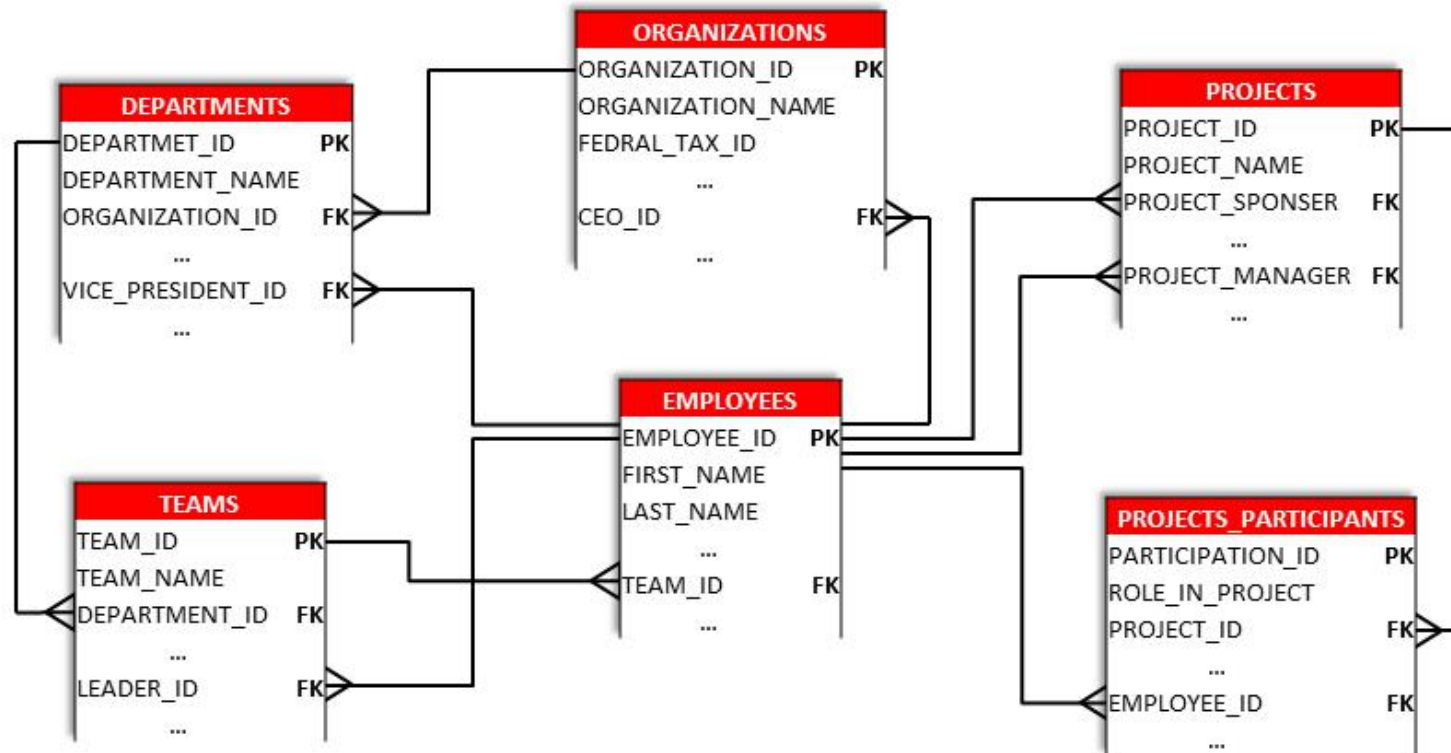 ORGANIZATIONS
ORGANIZATION_ID PK
ORGANIZATION_NAME
FEDRAL_TAX_ID
...
CEO_ID FK
...
DEPARTMENTS
DEPARTMET_ID PK
DEPARTMENT_NAME
ORGANIZATION_ID FK
...
VICE_PRESIDENT_ID FK
...
PROJECTS
PROJECT_ID PK
PROJECT_NAME
PROJECT_SPONSER FK
...
PROJECT_MANAGER FK
...
EMPLOYEES
EMPLOYEE_ID PK
FIRST_NAME
LAST_NAME
...
TEAM_ID FK
...
TEAMS
TEAM_ID PK
TEAM_NAME
DEPARTMENT_ID FK
...
LEADER_ID FK
...
PROJECTS_PARTICIPANTS
PARTICIPATION_ID PK
ROLE_IN_PROJECT
PROJECT_ID FK
...
EMPLOYEE_ID FK
...